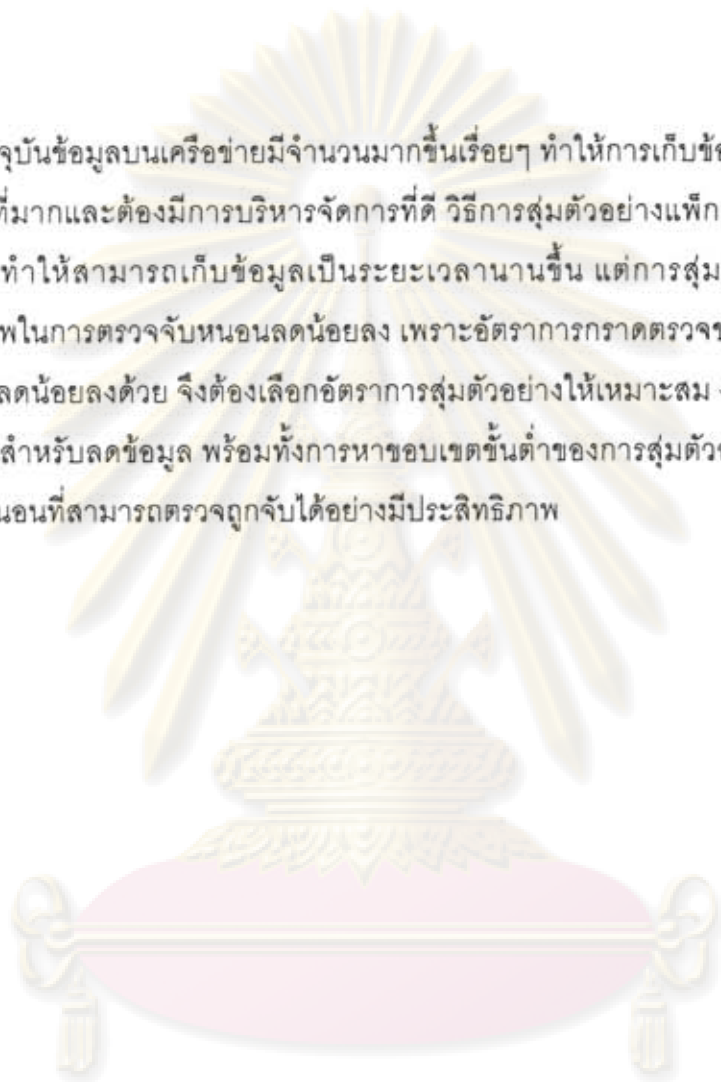 จุบันข้อมูลบนเครือข่ายมีจำนวนมากขึ้นเรื่อยๆ ทำให้การเก็บข้อ
ที่มากและต้องมีการบริหารจัดการที่ดี วิธีการสุ่มตัวอย่างแพ็ก
ทำให้สามารถเก็บข้อมูลเป็นระยะเวลานานขึ้น แต่การสุ่ม
พในการตรวจจับหนอนลดน้อยลง เพราะอัตราการกราดตรวจข
ลดน้อยลงด้วย จึงต้องเลือกอัตราการสุ่มตัวอย่างให้เหมาะสม
สำหรับลดข้อมูล พร้อมทั้งการหาขอบเขตขั้นต่ำของการสุ่มตัว
นอนที่สามารถตรวจถูกจับได้อย่างมีประสิทธิภาพ